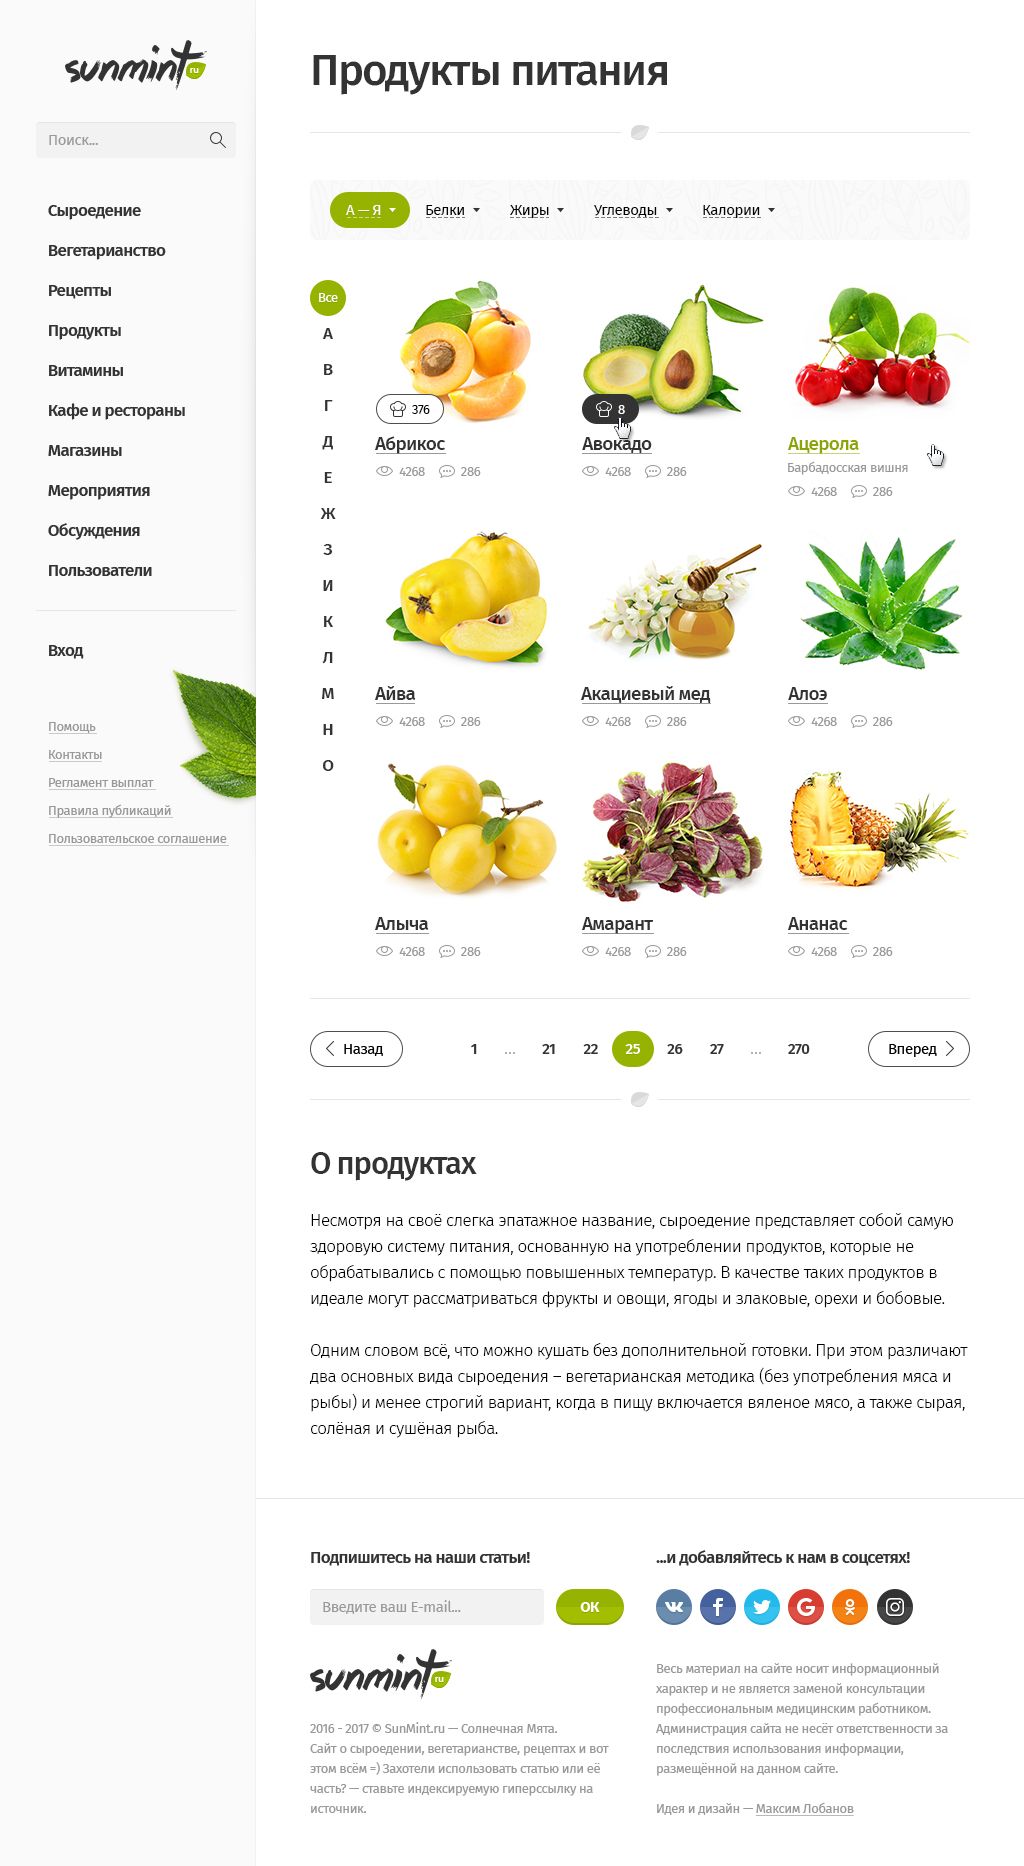 sunmint ru
Поиск...
Сыроедение
Вегетарианство
Рецепты
Продукты
Витамины
Кафе и рестораны
Магазины
Мероприятия
Обсуждения
Пользователи
Вход
Помощь
Контакты
Регламент выплат
Правила публикаций
Пользовательское соглашение
Продукты питания
А — Я Белки Жиры Углеводы Калории
Все
А
В
Г
Д
Е
Ж
З
И
К
Л
М
Н
О
376
Абрикос
4268 286
8
Авокадо
4268 286
Ацерола
Барбадосская вишня
4268 286
Айва
4268 286
Акациевый мед
4268 286
Алоэ
4268 286
Алыча
4268 286
Амарант
4268 286
Ананас
4268 286
Назад 1 ... 21 22 25 26 27 ... 270 Вперед
О продуктах
Несмотря на своё слегка эпатажное название, сыроедение представляет собой самую
здоровую систему питания, основанную на употреблении продуктов, которые не
обрабатывались с помощью повышенных температур. В качестве таких продуктов в
идеале могут рассматриваться фрукты и овощи, ягоды и злаковые, орехи и бобовые.
Одним словом всё, что можно кушать без дополнительной готовки. При этом различают
два основных вида сыроедения – вегетарианская методика (без употребления мяса и
рыбы) и менее строгий вариант, когда в пищу включается вяленое мясо, а также сырая,
солёная и сушёная рыба.
Подпишитесь на наши статьи!
Введите ваш E-mail... ОК
sunmint ru
2016 - 2017 © SunMint.ru — Солнечная Мята.
Сайт о сыроедении, вегетарианстве, рецептах и вот
этом всём =) Захотели использовать статью или её
часть? — ставьте индексируемую гиперссылку на
источник.
...и добавляйтесь к нам в соцсетях!
Весь материал на сайте носит информационный
характер и не является заменой консультации
профессиональным медицинским работником.
Администрация сайта не несёт ответственности за
последствия использования информации,
размещённой на данном сайте.
Идея и дизайн — Максим Лобанов